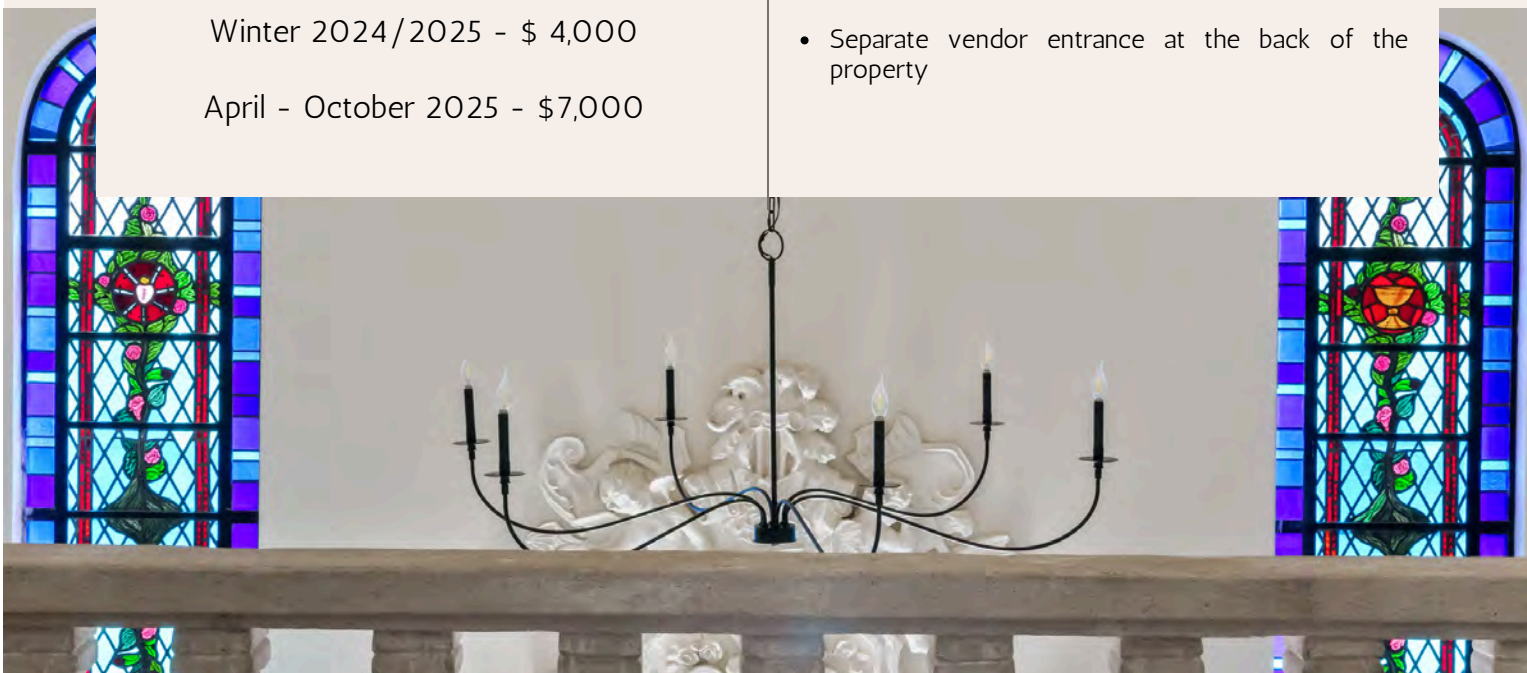 Winter 2024/2025 - $ 4,000
April - October 2025 - $7,000
• Separate vendor entrance at the back of the
property